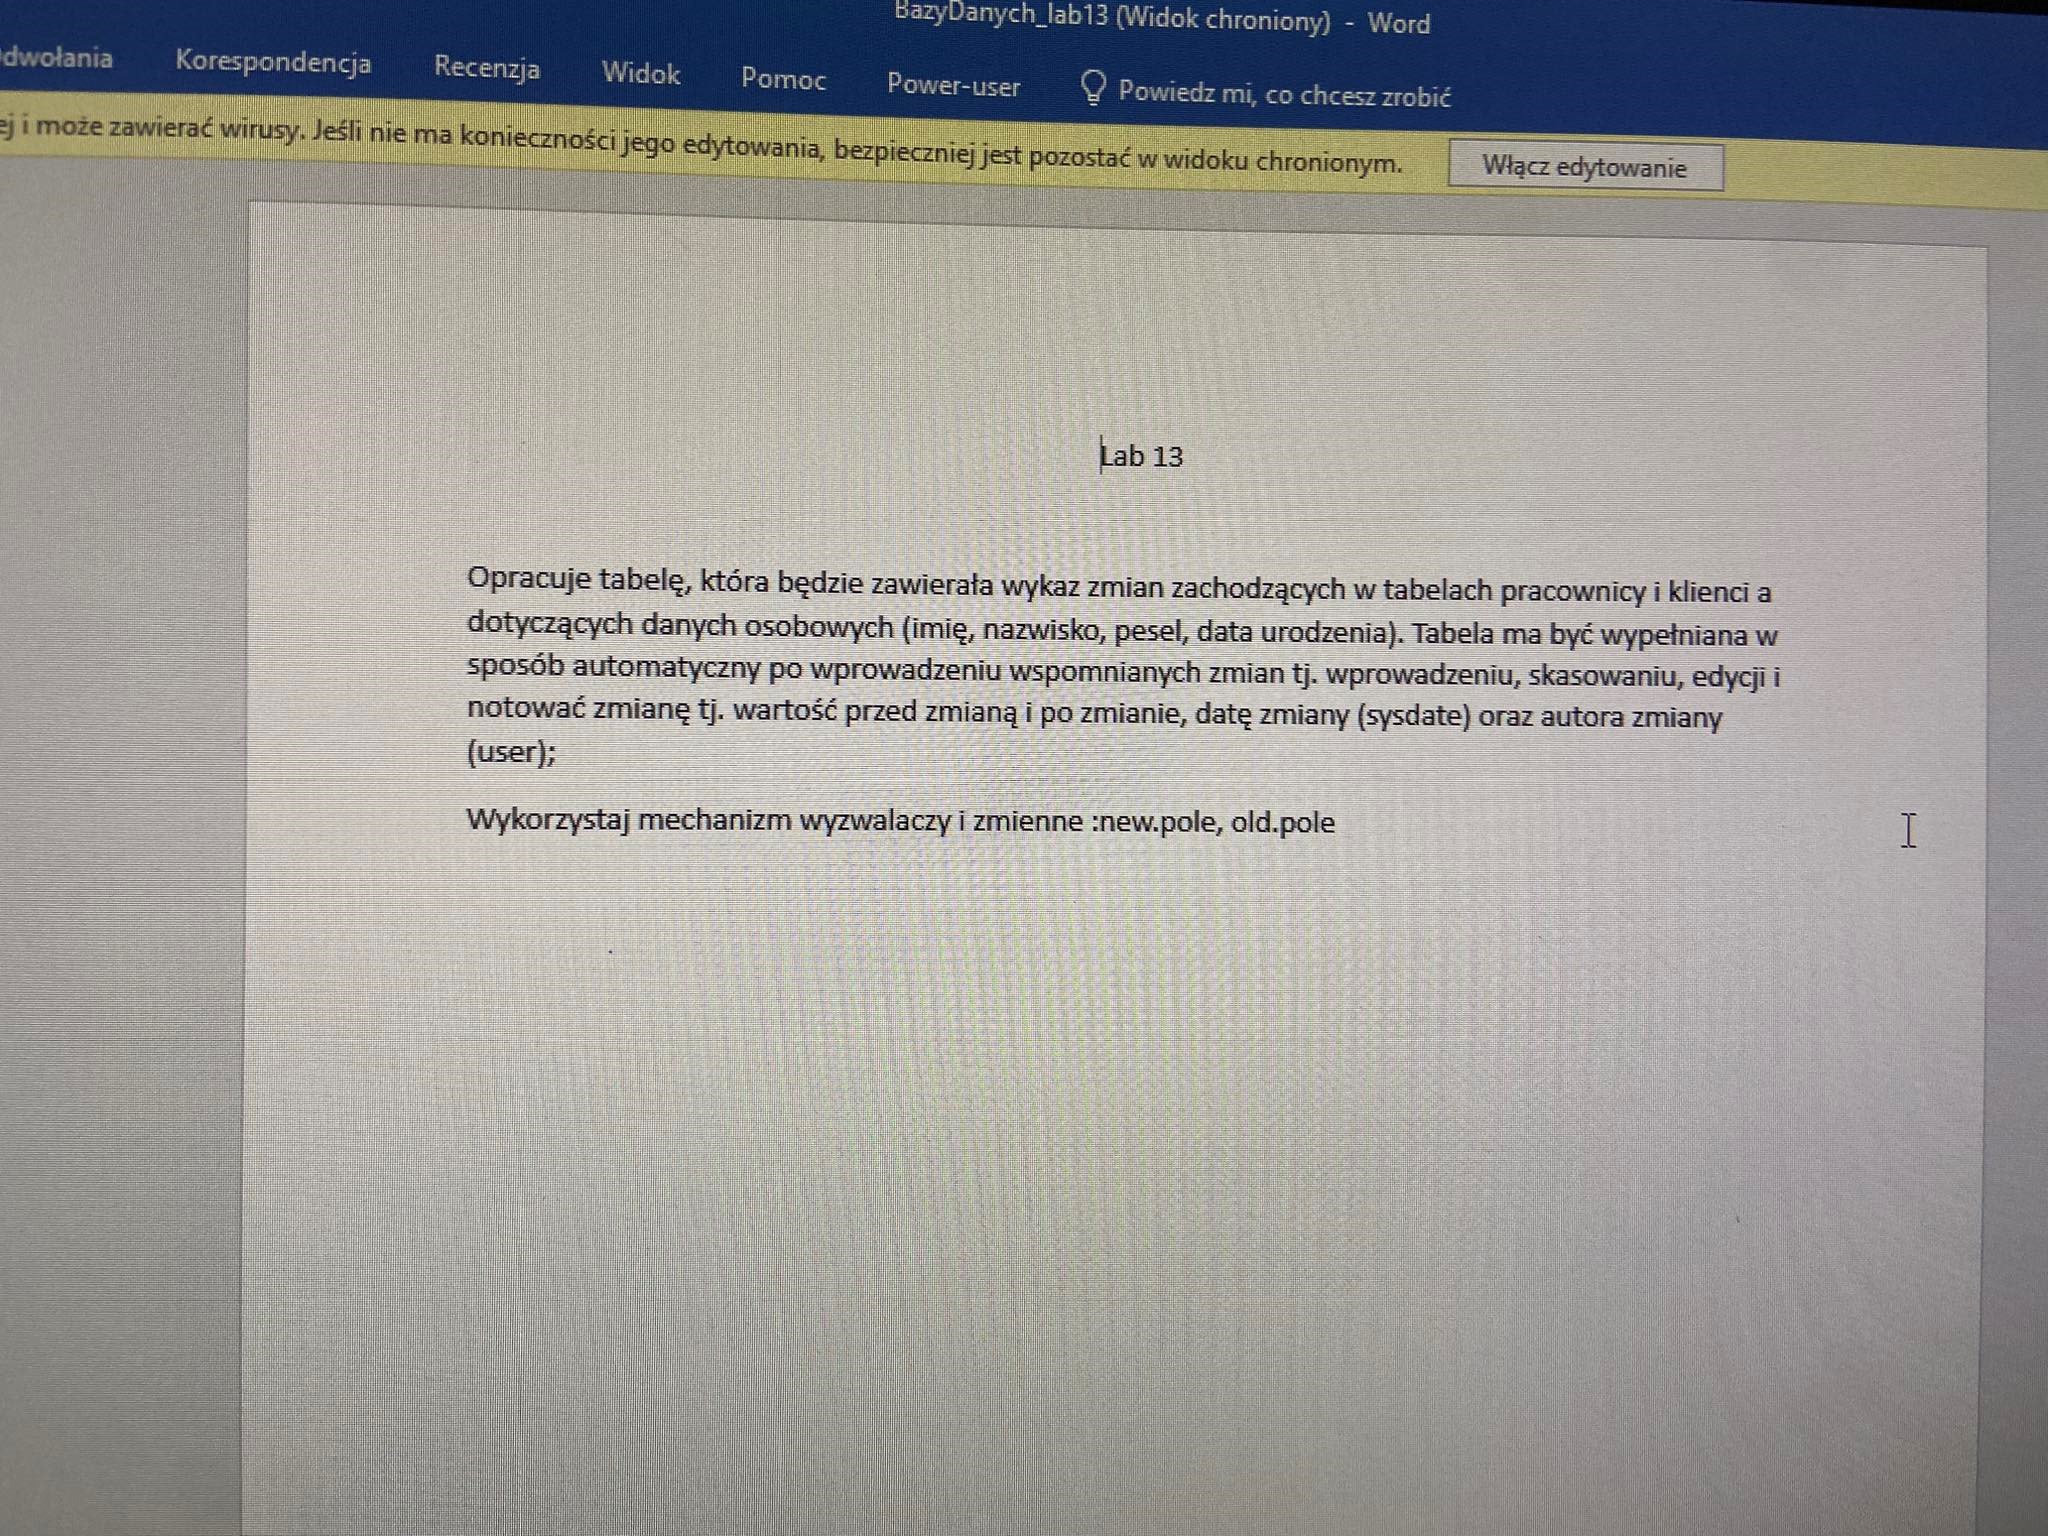 BazyDanych_lab13 (Widok chroniony) - Word
dwołania Korespondencja Recenzja Widok Pomoc Power-user Powiedz mi, co chcesz zrobić
ej i może zawierać wirusy. Jeśli nie ma konieczności jego edytowania, bezpieczniej jest pozostać w widoku chronionym. Włącz edytowanie
Lab 13
Opracuje tabelę, która będzie zawierała wykaz zmian zachodzących w tabelach pracownicy i klienci a
dotyczących danych osobowych (imię, nazwisko, pesel, data urodzenia). Tabela ma być wypełniana w
sposób automatyczny po wprowadzeniu wspomnianych zmian tj. wprowadzeniu, skasowaniu, edycji i
notować zmianę tj. wartość przed zmianą i po zmianie, datę zmiany (sysdate) oraz autora zmiany
(user);
Wykorzystaj mechanizm wyzwalaczy i zmienne :new.pole, old.pole